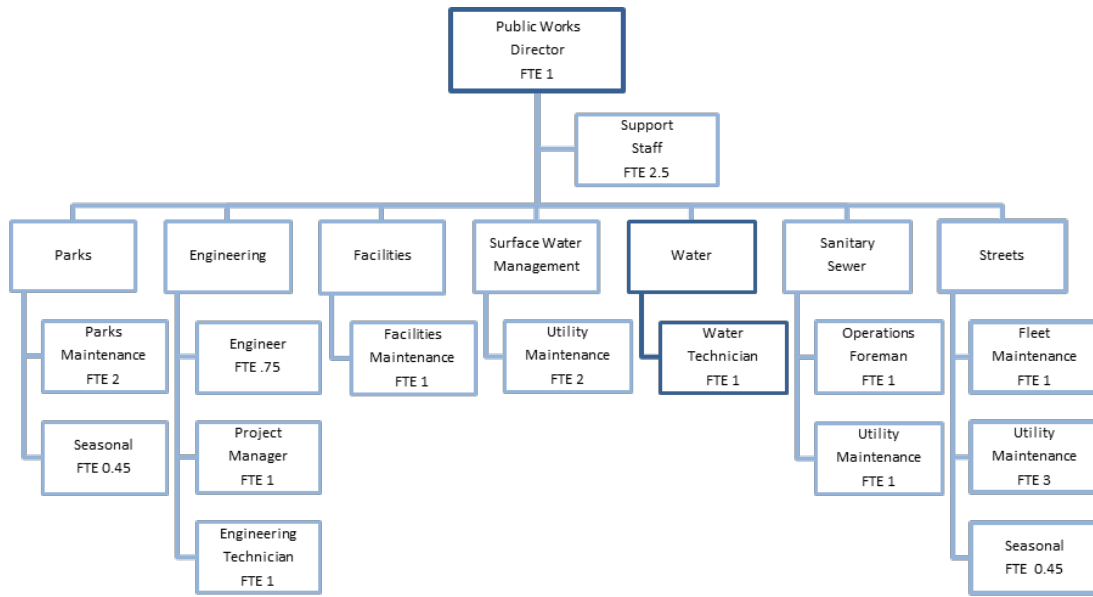 Public Works
Director
FTE 1
Support
Staff
FTE 2.5
Parks
Engineering
Facilities
Surface Water
Management
Water
Sanitary
Sewer
Streets
Parks
Maintenance
FTE 2
Seasonal
FTE 0.45
Engineer
FTE .75
Project
Manager
FTE 1
Engineering
Technician
FTE 1
Facilities
Maintenance
FTE 1
Utility
Maintenance
FTE 2
Water
Technician
FTE 1
Operations
Foreman
FTE 1
Utility
Maintenance
FTE 1
Fleet
Maintenance
FTE 1
Utility
Maintenance
FTE 3
Seasonal
FTE 0.45